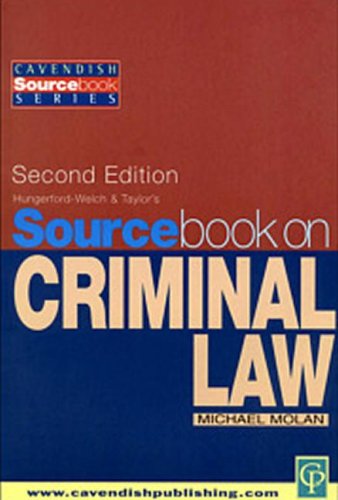 CAVENDISH
Sourcebook
SERIES
Second Edition
Hungerford-Welch & Taylor's
Sourcebook on
CRIMINAL
LAW
MICHAEL MOLAN
CP
www.cavendishpublishing.com